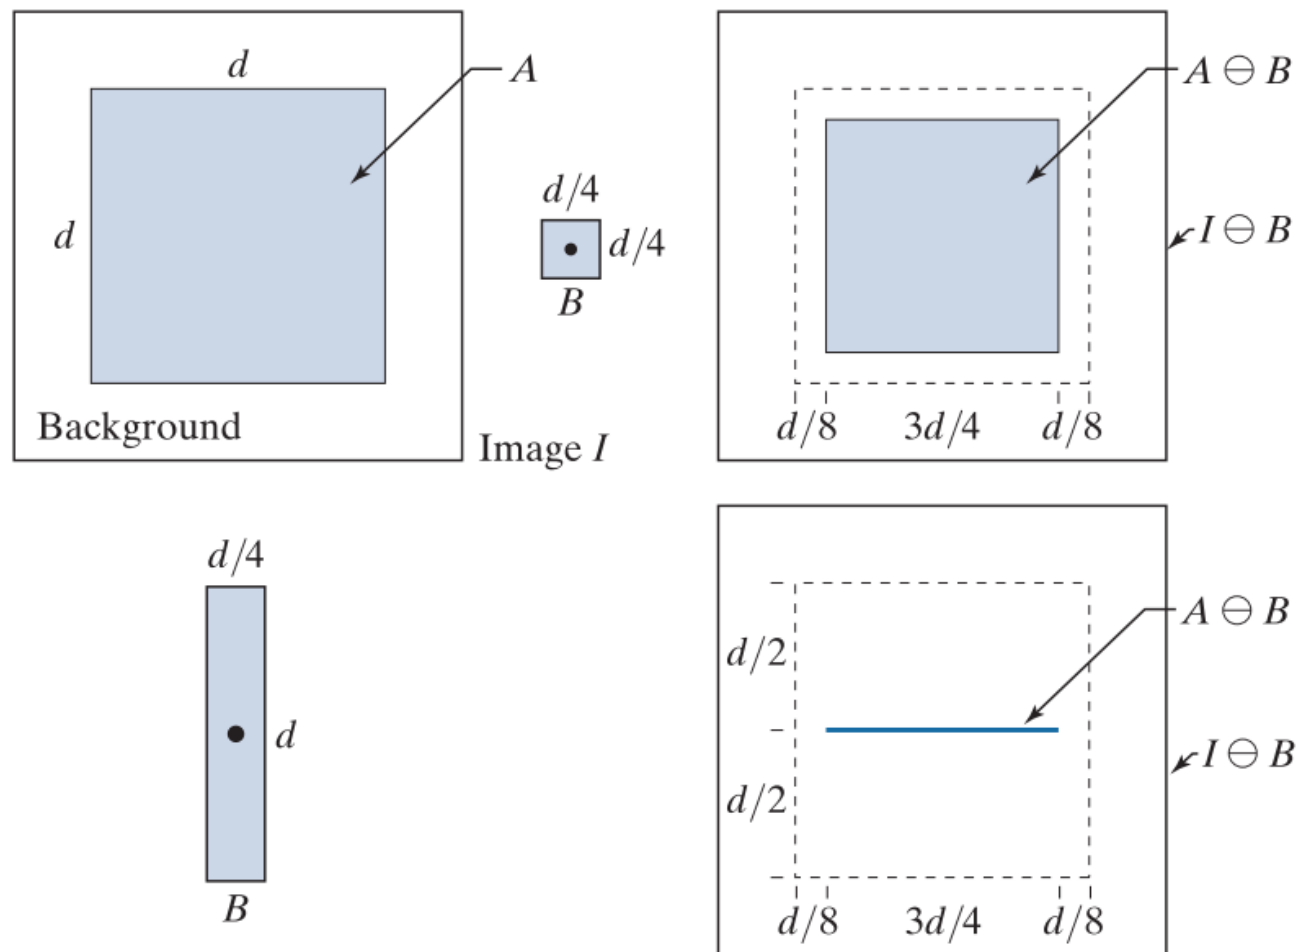 d
A
d
Background
Image I
d/4
d/4
B
A ⊖ B
I ⊖ B
d/8 3d/4 d/8
d/4
d
B
A ⊖ B
d/2
I ⊖ B
d/2
d/8 3d/4 d/8